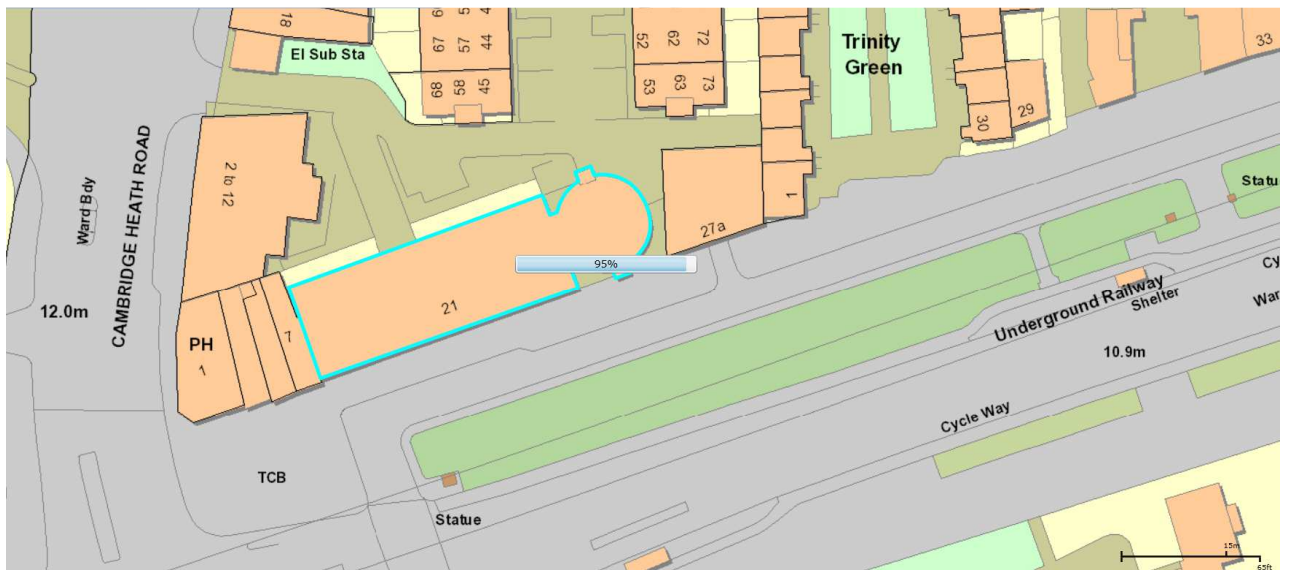 18
El Sub Sta
67
57
44
68
58
45
52
62
72
53
63
73
Trinity
Green
30
29
33
2 to 12
Ward Bdy
CAMBRIDGE HEATH ROAD
12.0m
PH
1
7
21
95%
27a
1
Underground Railway
Shelter
10.9m
Cycle Way
TCB
Statue
15m
65ft